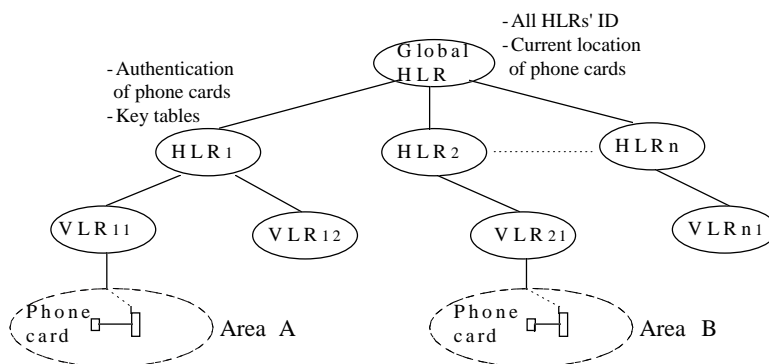 - All HLRs' ID
- Current location
of phone cards
Global
HLR
- Authentication
of phone cards
- Key tables
HLR1
HLR2
HLRn
VLR11
VLR12
VLR21
VLRn1
Phone
card
Area A
Phone
card
Area B